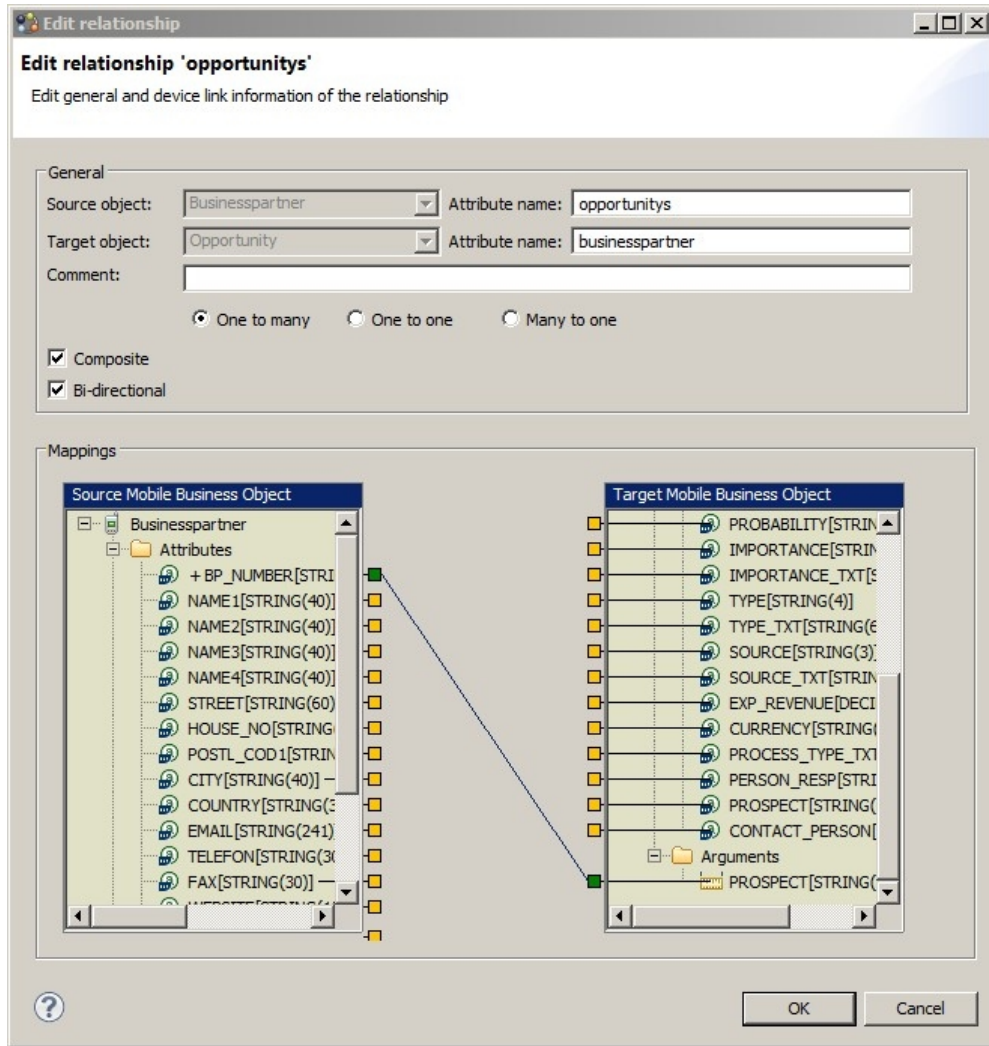 Edit relationship
Edit relationship 'opportunitys'
Edit general and device link information of the relationship
General
Source object: Businesspartner Attribute name: opportunitys
Target object: Opportunity Attribute name: businesspartner
Comment:
One to many One to one Many to one
Composite
Bi-directional
Mappings
Source Mobile Business Object
Businesspartner
Attributes
+ BP_NUMBER[STRI
NAME1[STRING(40)]
NAME2[STRING(40)]
NAME3[STRING(40)]
NAME4[STRING(40)]
STREET[STRING(60)
HOUSE_NO[STRING(
POSTL_COD1[STRIN
CITY[STRING(40)]
COUNTRY[STRING(3
EMAIL[STRING(241)
TELEFON[STRING(30
FAX[STRING(30)]
Target Mobile Business Object
PROBABILITY[STRIN
IMPORTANCE[STRIN
IMPORTANCE_TXT[S
TYPE[STRING(4)]
TYPE_TXT[STRING(6
SOURCE[STRING(3)]
SOURCE_TXT[STRIN
EXP_REVENUE[DECI
CURRENCY[STRING(
PROCESS_TYPE_TXT
PERSON_RESP[STRI
PROSPECT[STRING(
CONTACT_PERSON[
Arguments
PROSPECT[STRING(
? OK Cancel